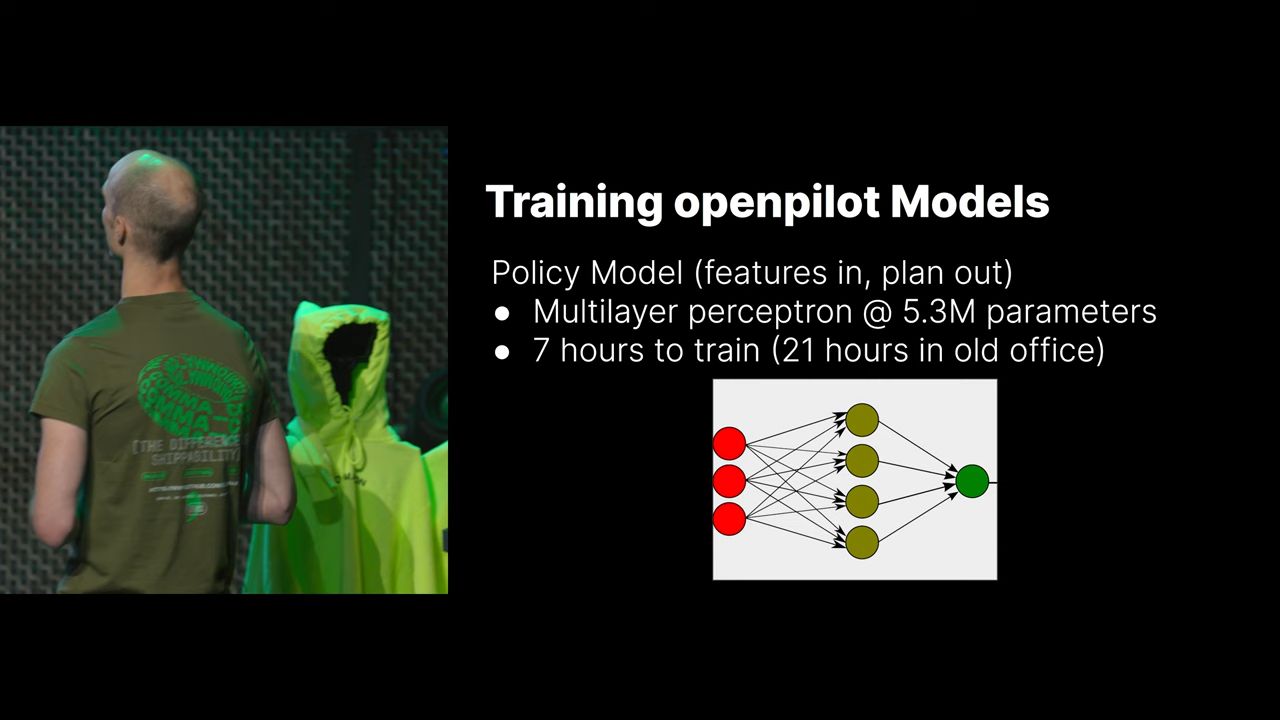 Training openpilot Models
Policy Model (features in, plan out)
● Multilayer perceptron @ 5.3M parameters
● 7 hours to train (21 hours in old office)
COMMA
[THE DIFFERENCE
SHIPPABILITY]